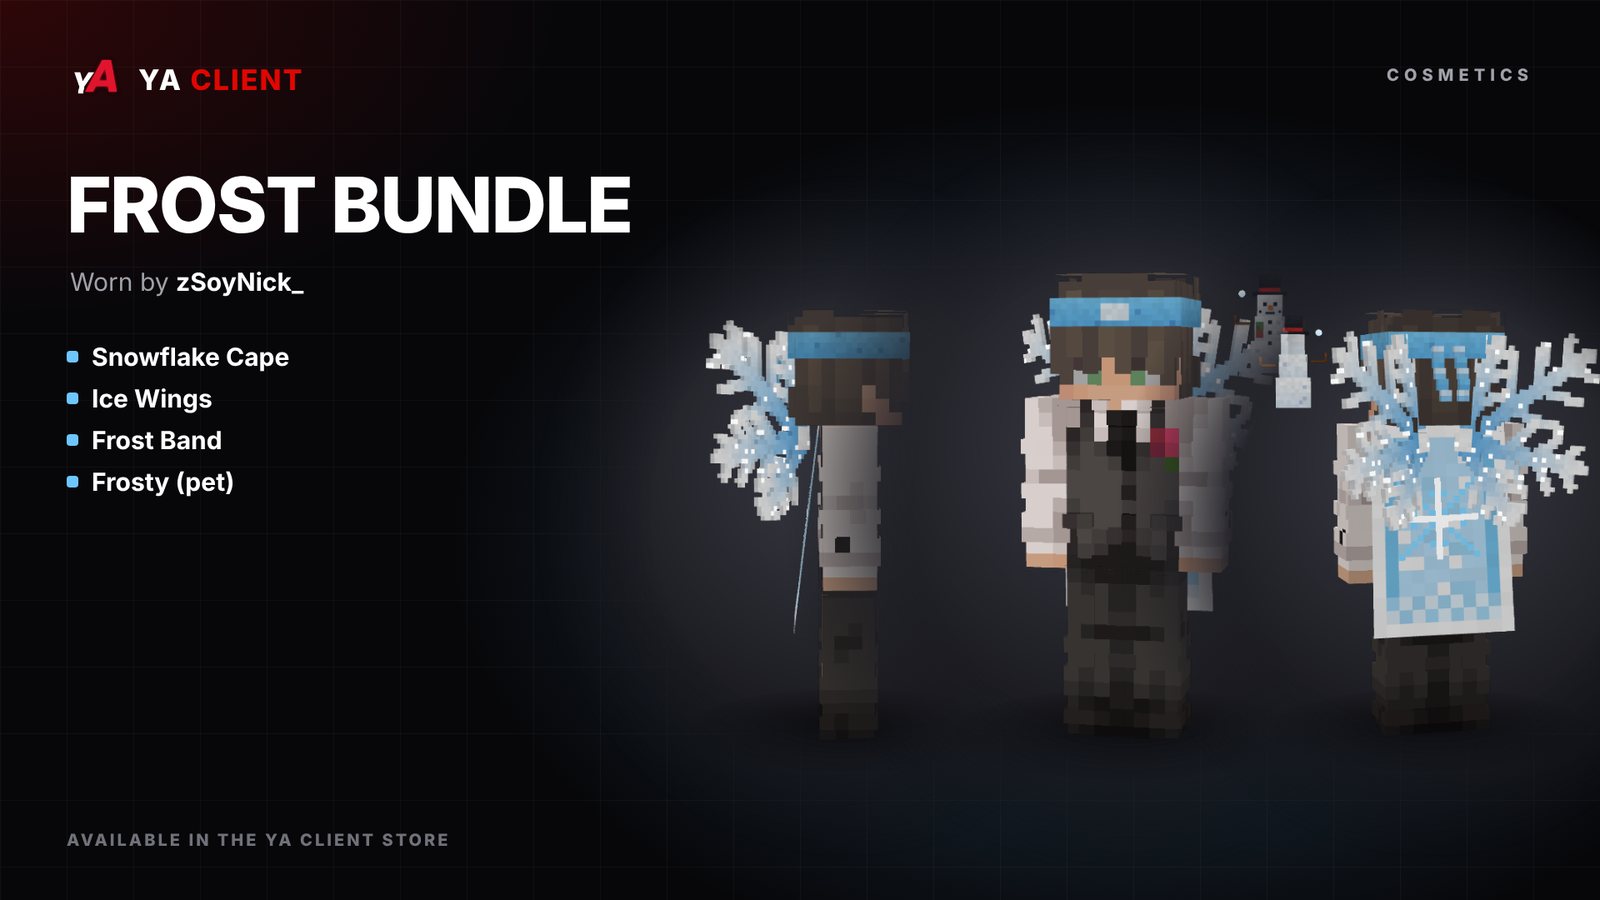 YA YA CLIENT
COSMETICS
FROST BUNDLE
Worn by zSoyNick_
Snowflake Cape
Ice Wings
Frost Band
Frosty (pet)
AVAILABLE IN THE YA CLIENT STORE